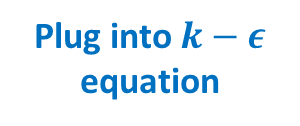 Plug into 𝒌 − 𝝐
equation